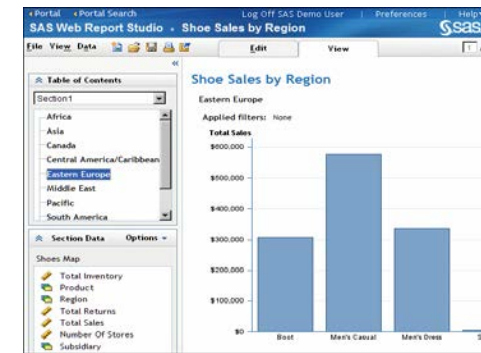 Portal Portal Search Log Off SAS Demo User | Preferences | Help
SAS Web Report Studio - Shoe Sales by Region sas
File View Data Edit View 1
Table of Contents
Section1
Africa
Asia
Canada
Central America/Caribbean
Eastern Europe
Middle East
Pacific
South America
Section Data Options
Shoes Map
Total Inventory
Product
Region
Total Returns
Total Sales
Number Of Stores
Subsidiary
Shoe Sales by Region
Eastern Europe
Applied filters: None
Total Sales
$600,000
$500,000
$400,000
$300,000
$200,000
$100,000
$0
Boot Men's Casual Men's Dress S